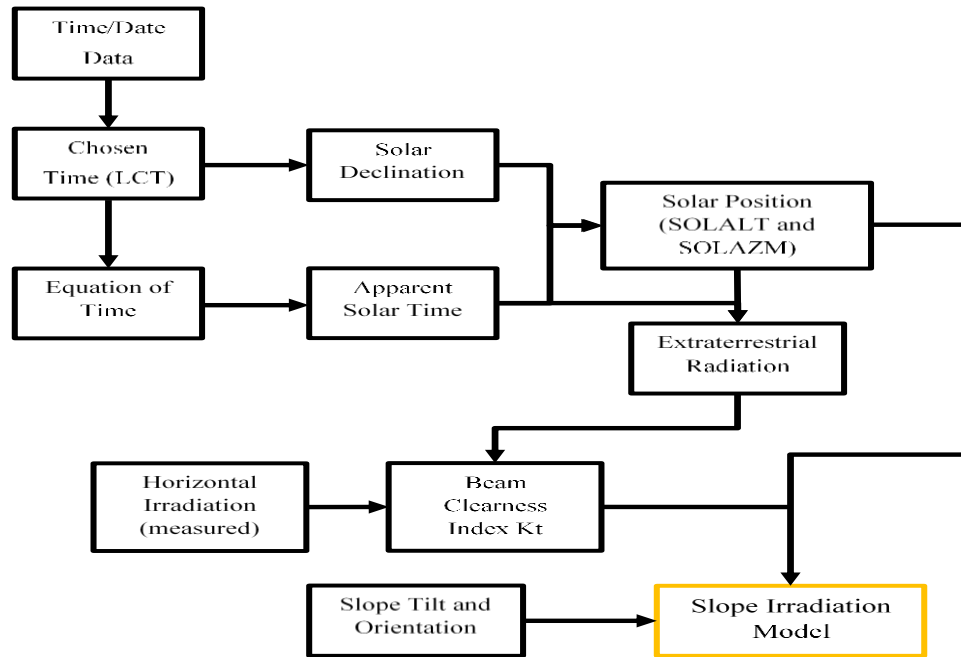 Time/Date
Data
Chosen
Time (LCT)
Solar
Declination
Solar Position
(SOLALT and
SOLAZM)
Equation of
Time
Apparent
Solar Time
Extraterrestrial
Radiation
Horizontal
Irradiation
(measured)
Beam
Clearness
Index Kt
Slope Tilt and
Orientation
Slope Irradiation
Model